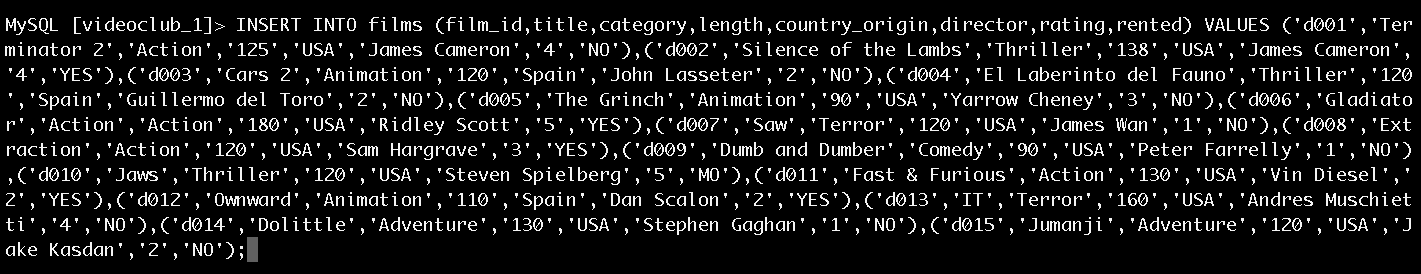 MySQL [videoclub_1]> INSERT INTO films (film_id,title,category,length,country_origin,director,rating,rented) VALUES ('d001','Ter
minator 2','Action','125','USA','James Cameron','4','NO'),('d002','Silence of the Lambs','Thriller','138','USA','James Cameron',
'4','YES'),('d003','Cars 2','Animation','120','Spain','John Lasseter','2','NO'),('d004','El Laberinto del Fauno','Thriller','120
','Spain','Guillermo del Toro','2','NO'),('d005','The Grinch','Animation','90','USA','Yarrow Cheney','3','NO'),('d006','Gladiato
r','Action','Action','180','USA','Ridley Scott','5','YES'),('d007','Saw','Terror','120','USA','James Wan','1','NO'),('d008','Ext
raction','Action','120','USA','Sam Hargrave','3','YES'),('d009','Dumb and Dumber','Comedy','90','USA','Peter Farrelly','1','NO')
,('d010','Jaws','Thriller','120','USA','Steven Spielberg','5','MO'),('d011','Fast & Furious','Action','130','USA','Vin Diesel','
2','YES'),('d012','Ownward','Animation','110','Spain','Dan Scalon','2','YES'),('d013','IT','Terror','160','USA','Andres Muschiet
ti','4','NO'),('d014','Dolittle','Adventure','130','USA','Stephen Gaghan','1','NO'),('d015','Jumanji','Adventure','120','USA','J
ake Kasdan','2','NO');